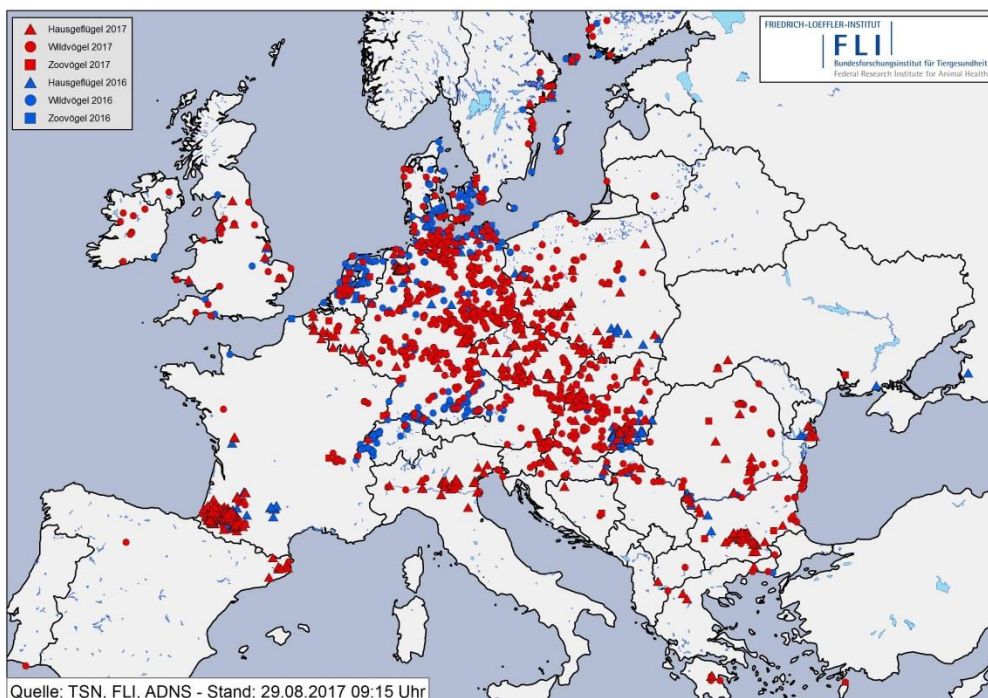 Hausgeflügel 2017
Wildvögel 2017
Zoovögel 2017
Hausgeflügel 2016
Wildvögel 2016
Zoovögel 2016
FRIEDRICH-LOEFFLER-INSTITUT
FLI
Bundesforschungsinstitut für Tiergesundheit
Federal Research Institute for Animal Health
Quelle: TSN, FLI, ADNS - Stand: 29.08.2017 09:15 Uhr